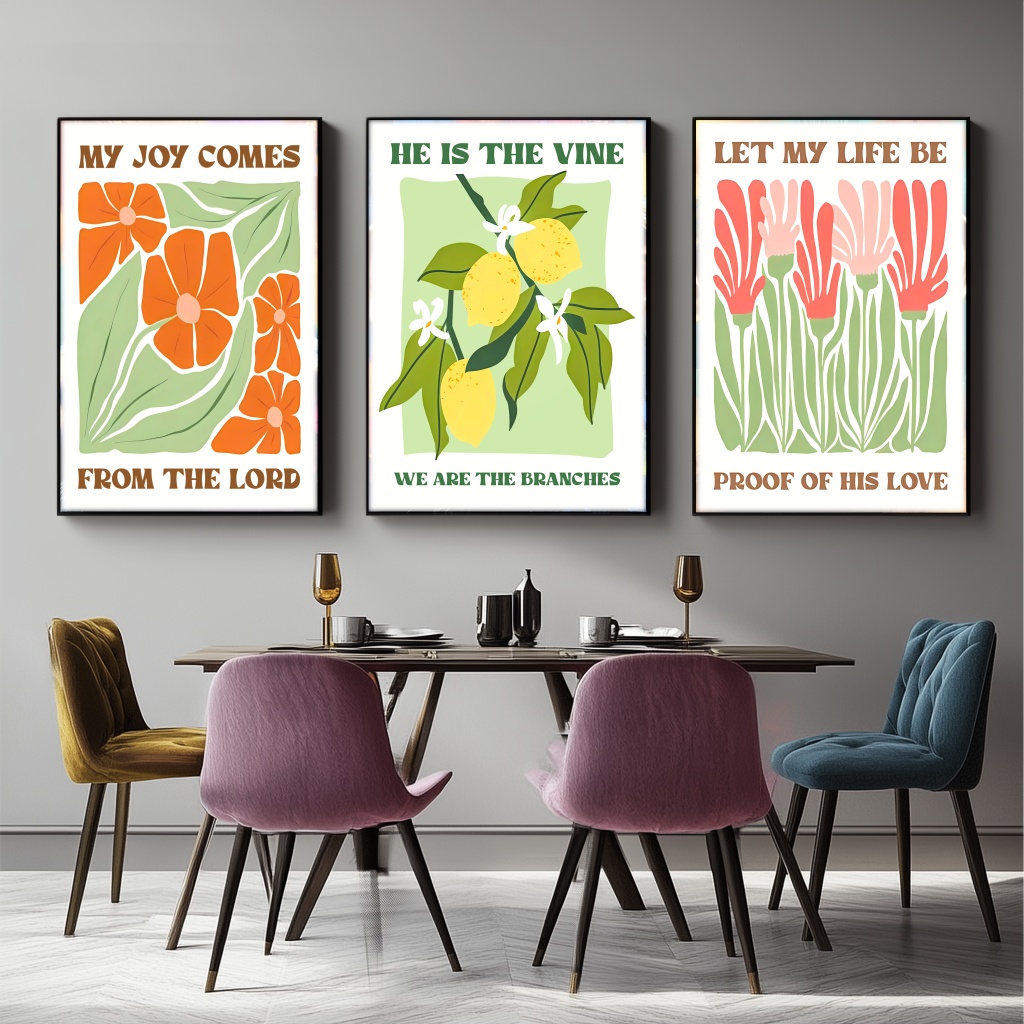 MY JOY COMES
FROM THE LORD
HE IS THE VINE
WE ARE THE BRANCHES
LET MY LIFE BE
PROOF OF HIS LOVE